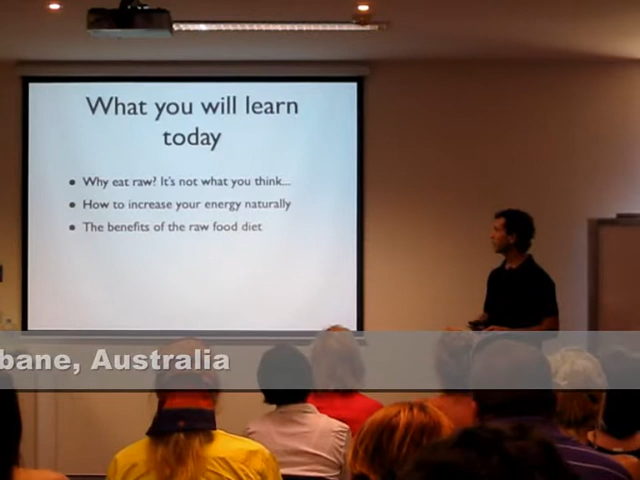 What you will learn
today
• Why eat raw? It's not what you think...
• How to increase your energy naturally
• The benefits of the raw food diet
bane, Australia